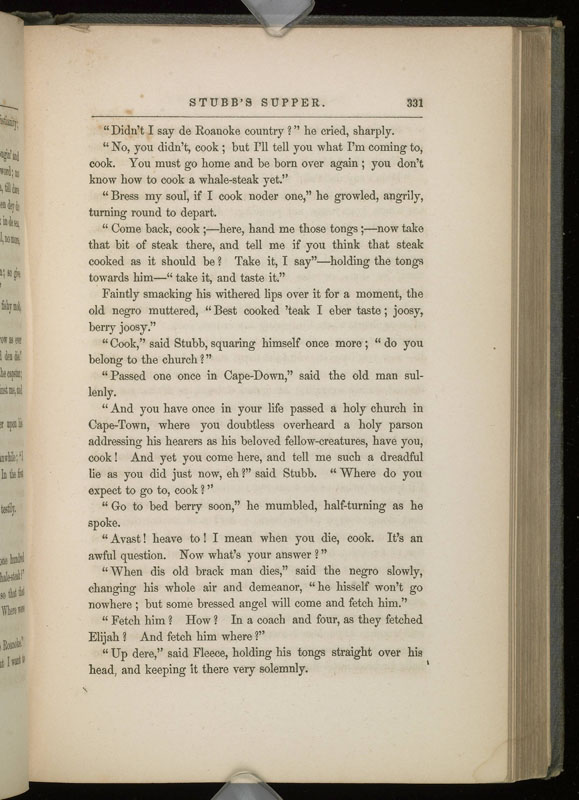 STUBB'S SUPPER. 331
"Didn't I say de Roanoke country?" he cried, sharply.
"No, you didn't, cook; but I'll tell you what I'm coming to,
cook. You must go home and be born over again; you don't
know how to cook a whale-steak yet."
"Bress my soul, if I cook noder one," he growled, angrily,
turning round to depart.
"Come back, cook;—here, hand me those tongs;—now take
that bit of steak there, and tell me if you think that steak
cooked as it should be? Take it, I say"—holding the tongs
towards him—"take it, and taste it."
Faintly smacking his withered lips over it for a moment, the
old negro muttered, "Best cooked 'teak I eber taste; joosy,
berry joosy."
"Cook," said Stubb, squaring himself once more; "do you
belong to the church?"
"Passed one once in Cape-Down," said the old man sul-
lenly.
"And you have once in your life passed a holy church in
Cape-Town, where you doubtless overheard a holy parson
addressing his hearers as his beloved fellow-creatures, have you,
cook! And yet you come here, and tell me such a dreadful
lie as you did just now, eh?" said Stubb. "Where do you
expect to go to, cook?"
"Go to bed berry soon," he mumbled, half-turning as he
spoke.
"Avast! heave to! I mean when you die, cook. It's an
awful question. Now what's your answer?"
"When dis old brack man dies," said the negro slowly,
changing his whole air and demeanor, "he hisself won't go
nowhere; but some bressed angel will come and fetch him."
"Fetch him? How? In a coach and four, as they fetched
Elijah? And fetch him where?"
"Up dere," said Fleece, holding his tongs straight over his
head, and keeping it there very solemnly.